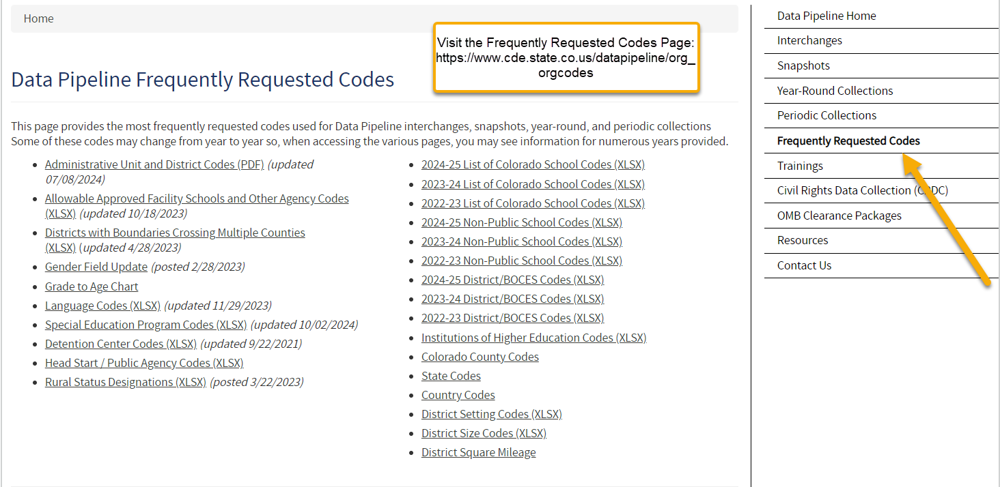 Home
Visit the Frequently Requested Codes Page:
https://www.cde.state.co.us/datapipeline/org_
orgcodes
Data Pipeline Frequently Requested Codes
This page provides the most frequently requested codes used for Data Pipeline interchanges, snapshots, year-round, and periodic collections
Some of these codes may change from year to year so, when accessing the various pages, you may see information for numerous years provided.
Administrative Unit and District Codes (PDF) (updated
07/08/2024)
Allowable Approved Facility Schools and Other Agency Codes
(XLSX) (updated 10/18/2023)
Districts with Boundaries Crossing Multiple Counties
(XLSX) (updated 4/28/2023)
Gender Field Update (posted 2/28/2023)
Grade to Age Chart
Language Codes (XLSX) (updated 11/29/2023)
Special Education Program Codes (XLSX) (updated 10/02/2024)
Detention Center Codes (XLSX) (updated 9/22/2021)
Head Start / Public Agency Codes (XLSX)
Rural Status Designations (XLSX) (posted 3/22/2023)
2024-25 List of Colorado School Codes (XLSX)
2023-24 List of Colorado School Codes (XLSX)
2022-23 List of Colorado School Codes (XLSX)
2024-25 Non-Public School Codes (XLSX)
2023-24 Non-Public School Codes (XLSX)
2022-23 Non-Public School Codes (XLSX)
2024-25 District/BOCES Codes (XLSX)
2023-24 District/BOCES Codes (XLSX)
2022-23 District/BOCES Codes (XLSX)
Institutions of Higher Education Codes (XLSX)
Colorado County Codes
State Codes
Country Codes
District Setting Codes (XLSX)
District Size Codes (XLSX)
District Square Mileage
Data Pipeline Home
Interchanges
Snapshots
Year-Round Collections
Periodic Collections
Frequently Requested Codes
Trainings
Civil Rights Data Collection (CRDC)
OMB Clearance Packages
Resources
Contact Us